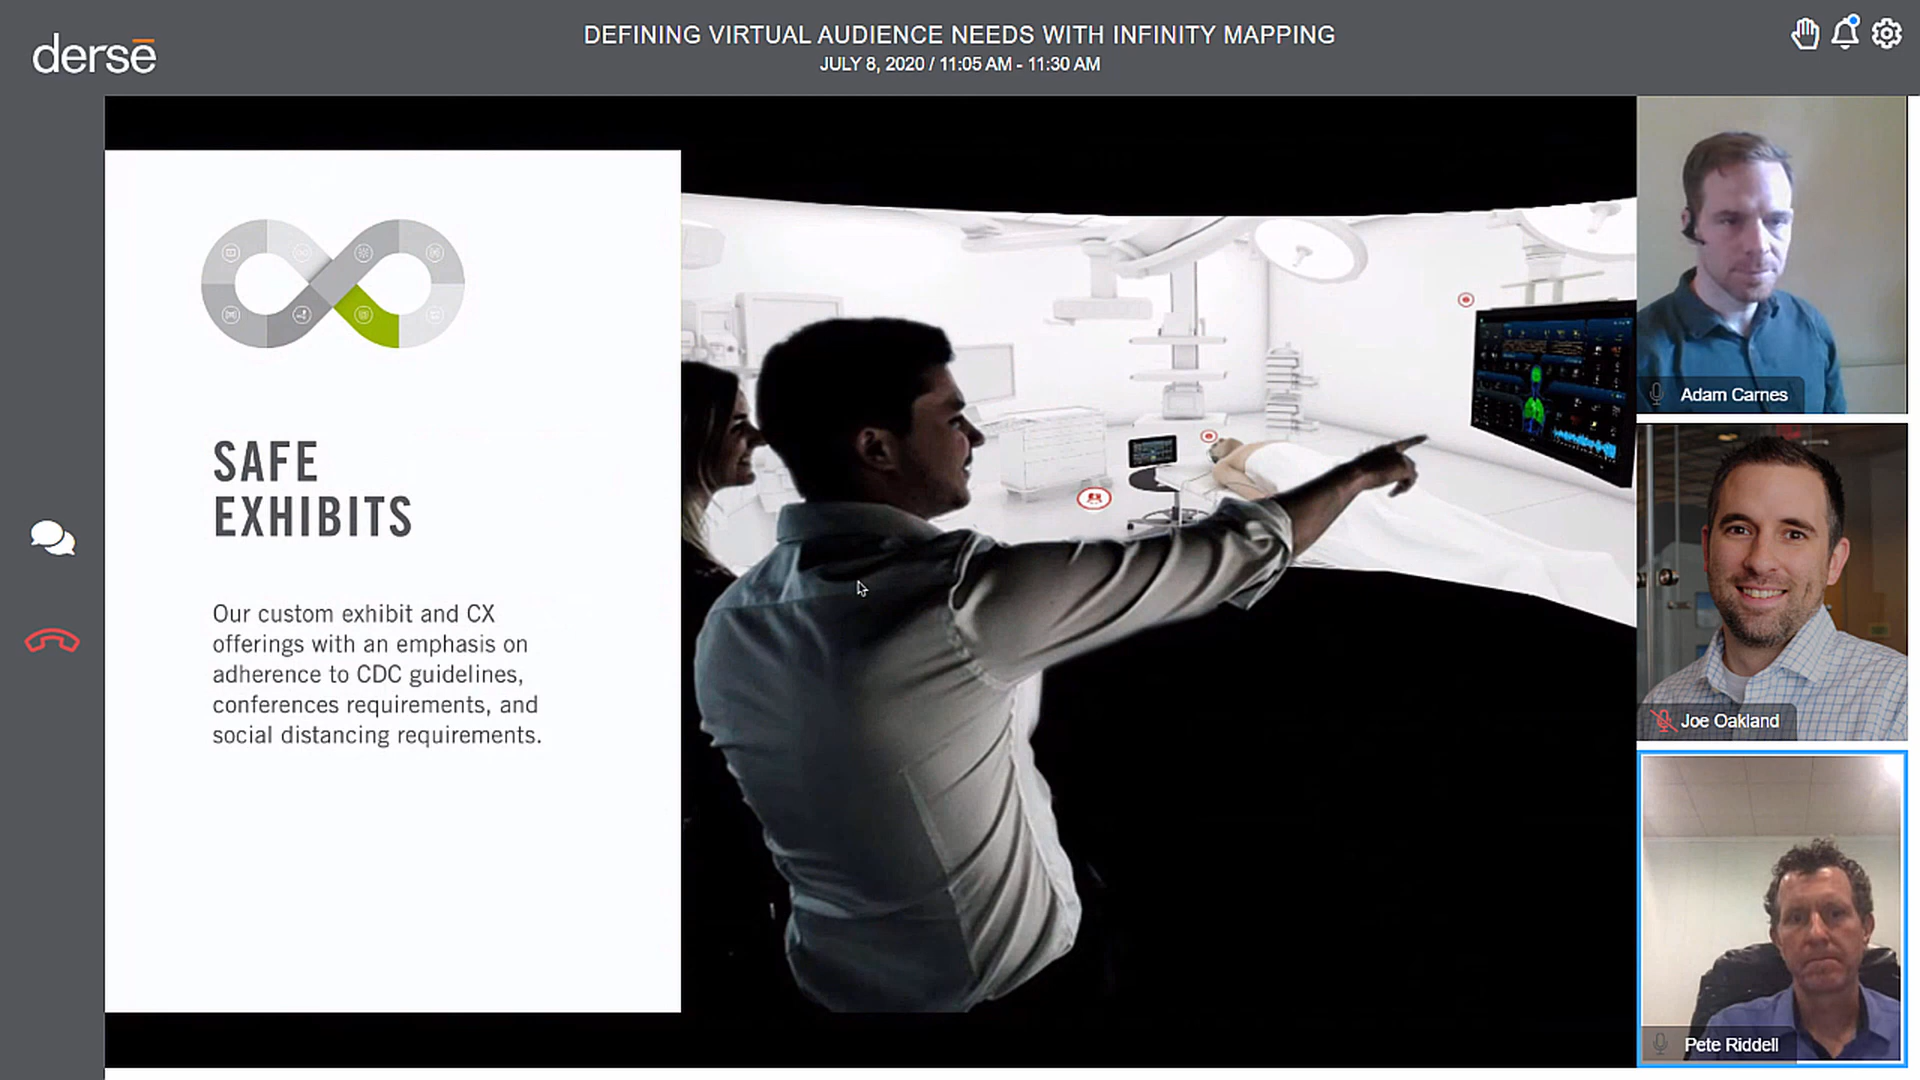 dersē
DEFINING VIRTUAL AUDIENCE NEEDS WITH INFINITY MAPPING
JULY 8, 2020 / 11:05 AM - 11:30 AM
SAFE
EXHIBITS
Our custom exhibit and CX
offerings with an emphasis on
adherence to CDC guidelines,
conferences requirements, and
social distancing requirements.
Adam Carnes
Joe Oakland
Pete Riddell